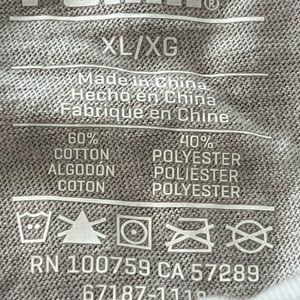 XL/XG
Made in China
Hecho en China
Fabriqué en Chine
60% 40%
COTTON POLYESTER
ALGODÓN POLIÉSTER
COTON POLYESTER
RN 100759 CA 57289